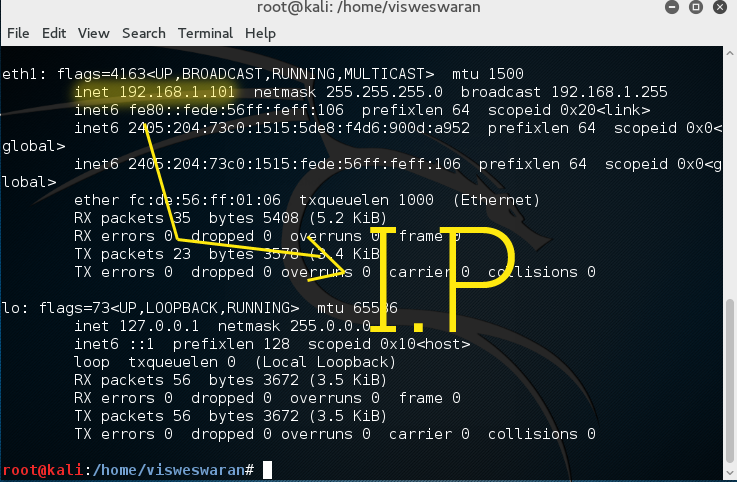 root@kali: /home/visweswaran
File Edit View Search Terminal Help
eth1: flags=4163<UP,BROADCAST,RUNNING,MULTICAST> mtu 1500
inet 192.168.1.101 netmask 255.255.255.0 broadcast 192.168.1.255
inet6 fe80::fede:56ff:feff:106 prefixlen 64 scopeid 0x20<link>
inet6 2405:204:73c0:1515:5de8:f4d6:900d:a952 prefixlen 64 scopeid 0x0<
global>
inet6 2405:204:73c0:1515:fede:56ff:feff:106 prefixlen 64 scopeid 0x0<g
lobal>
ether fc:de:56:ff:01:06 txqueuelen 1000 (Ethernet)
RX packets 35 bytes 5408 (5.2 KiB)
RX errors 0 dropped 0 overruns 0 frame 0
TX packets 23 bytes 3578 (3.4 KiB)
TX errors 0 dropped 0 overruns 0 carrier 0 collisions 0
I.P
lo: flags=73<UP,LOOPBACK,RUNNING> mtu 65536
inet 127.0.0.1 netmask 255.0.0.0
inet6 ::1 prefixlen 128 scopeid 0x10<host>
loop txqueuelen 0 (Local Loopback)
RX packets 56 bytes 3672 (3.5 KiB)
RX errors 0 dropped 0 overruns 0 frame 0
TX packets 56 bytes 3672 (3.5 KiB)
TX errors 0 dropped 0 overruns 0 carrier 0 collisions 0
root@kali:/home/visweswaran#